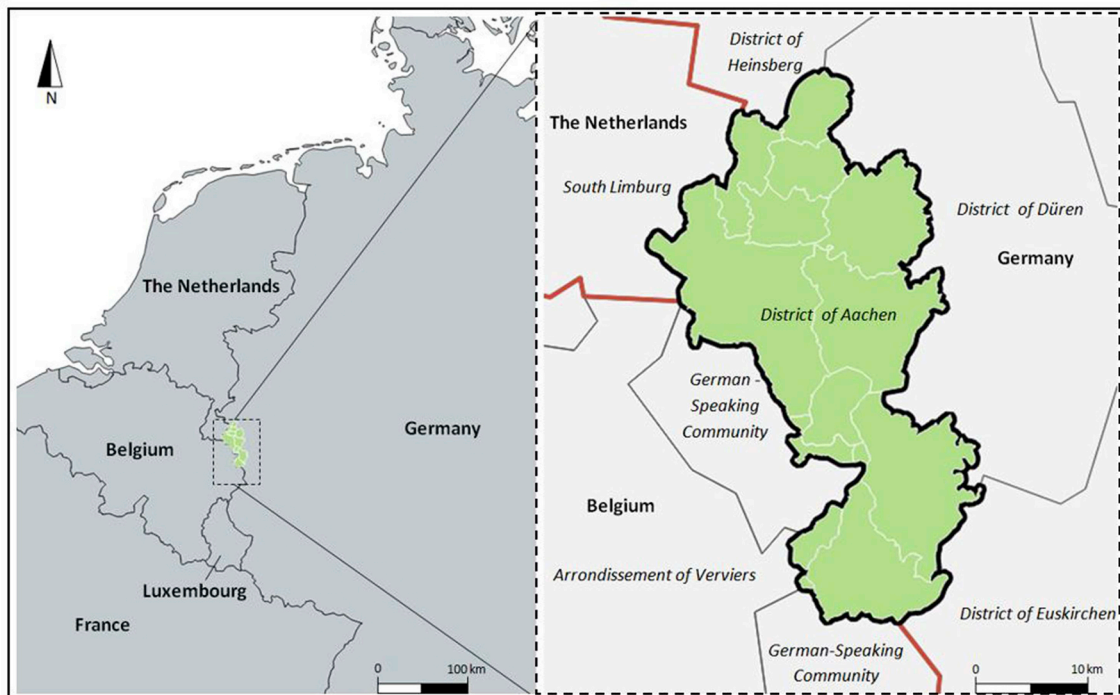 N
The Netherlands
Belgium
Germany
Luxembourg
France
0 100 km
District of
Heinsberg
The Netherlands
South Limburg
District of Düren
Germany
District of Aachen
German -
Speaking
Community
Belgium
Arrondissement of Verviers
District of Euskirchen
German-Speaking
Community
0 10 km